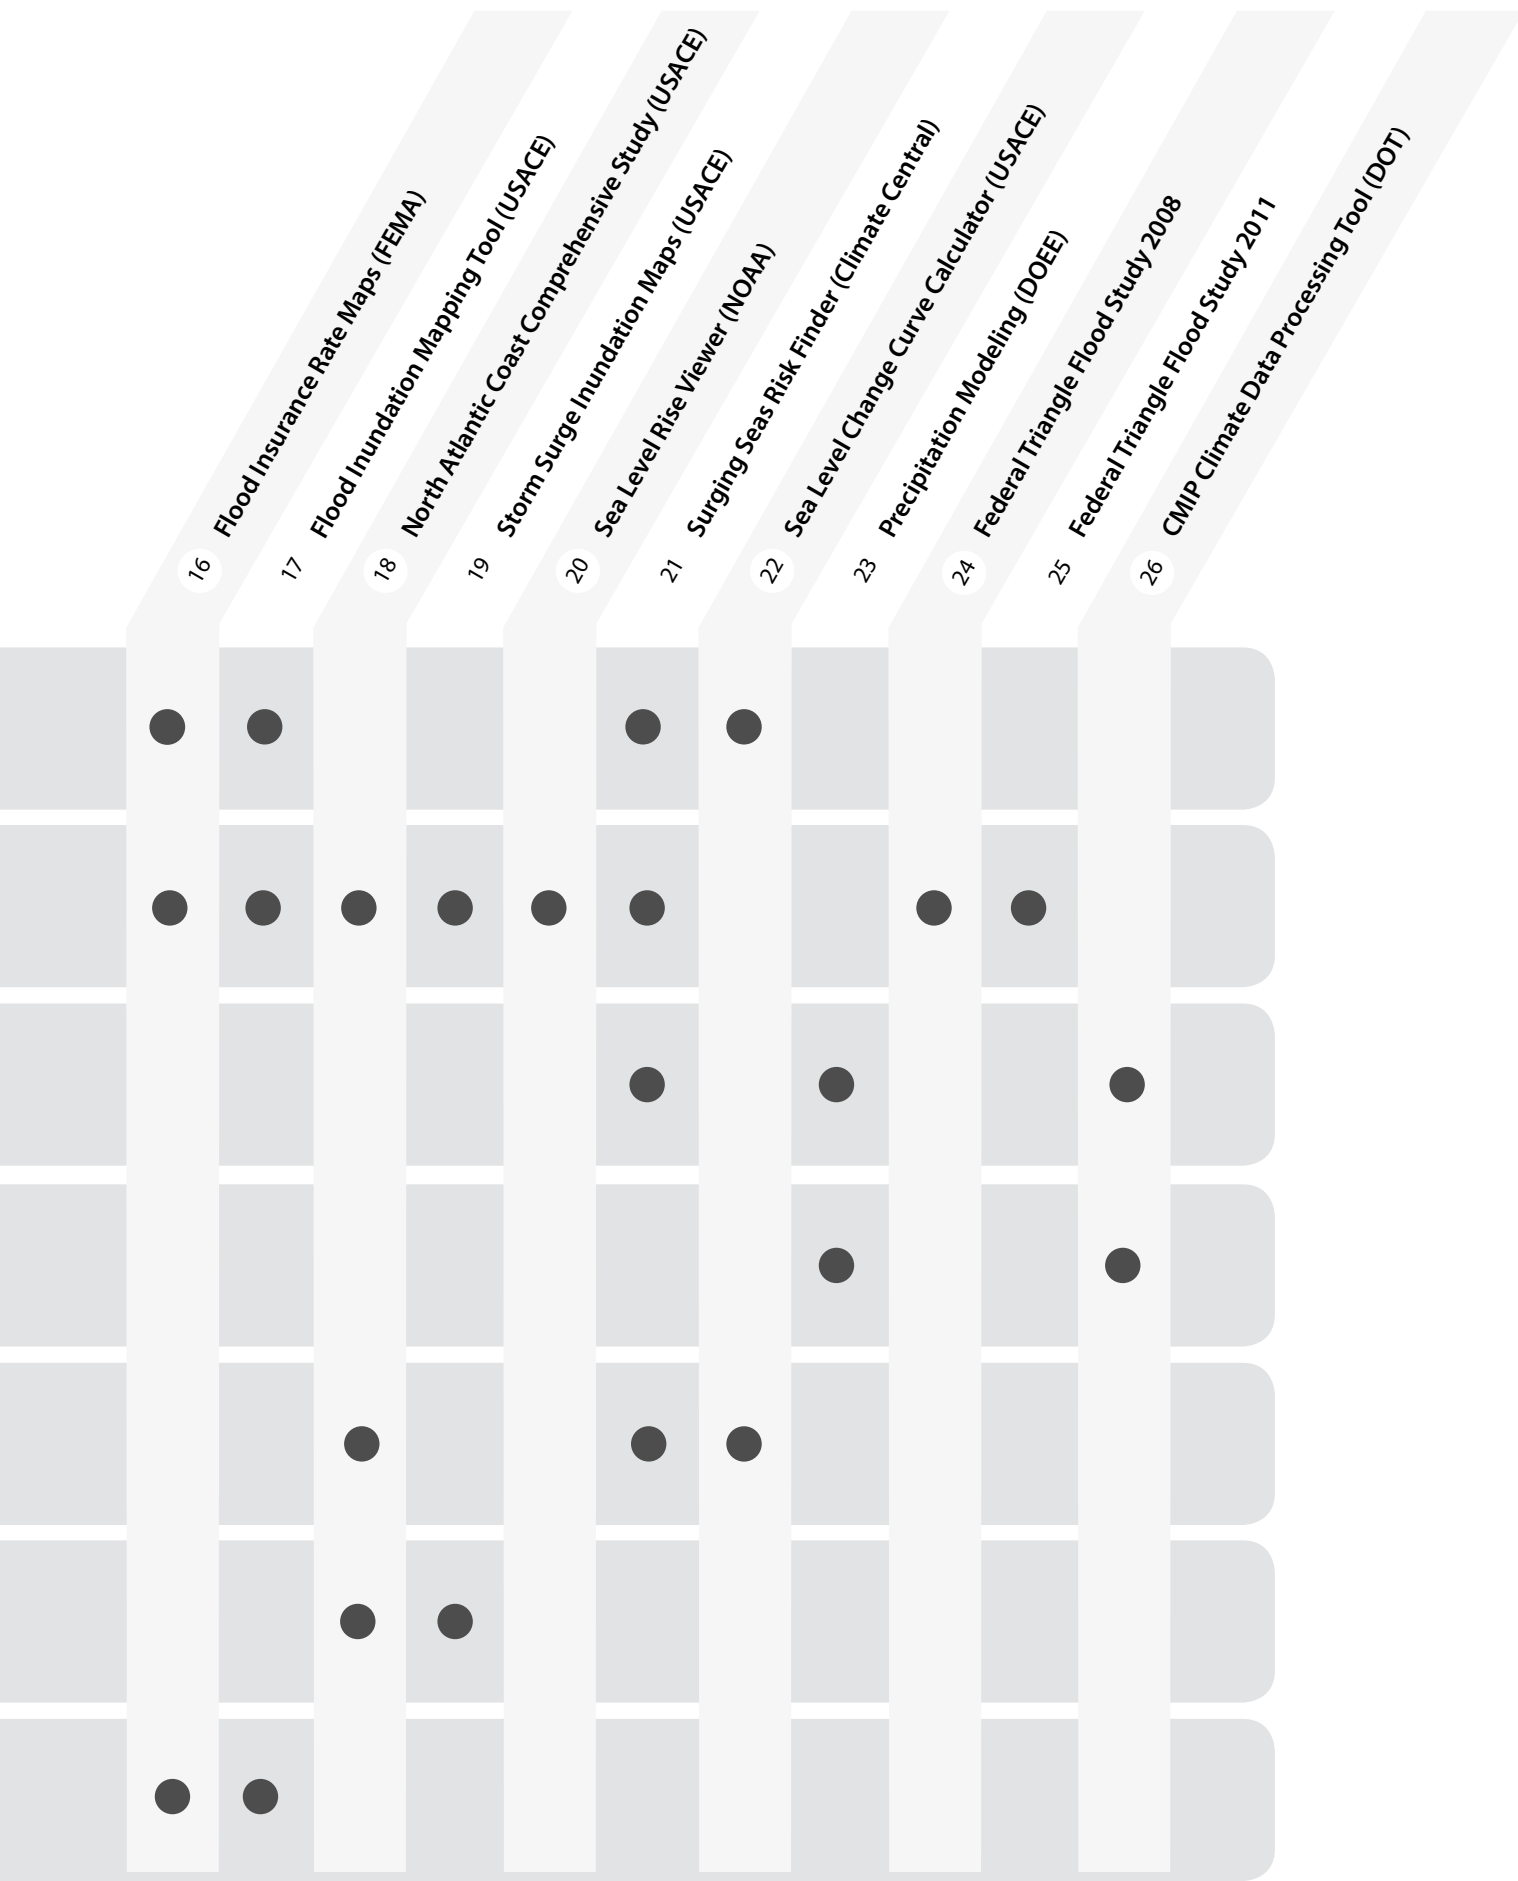 16 Flood Insurance Rate Maps (FEMA)
17 Flood Inundation Mapping Tool (USACE)
18 North Atlantic Coast Comprehensive Study (USACE)
19 Storm Surge Inundation Maps (USACE)
20 Sea Level Rise Viewer (NOAA)
21 Surging Seas Risk Finder (Climate Central)
22 Sea Level Change Curve Calculator (USACE)
23 Precipitation Modeling (DOEE)
24 Federal Triangle Flood Study 2008
25 Federal Triangle Flood Study 2011
26 CMIP Climate Data Processing Tool (DOT)